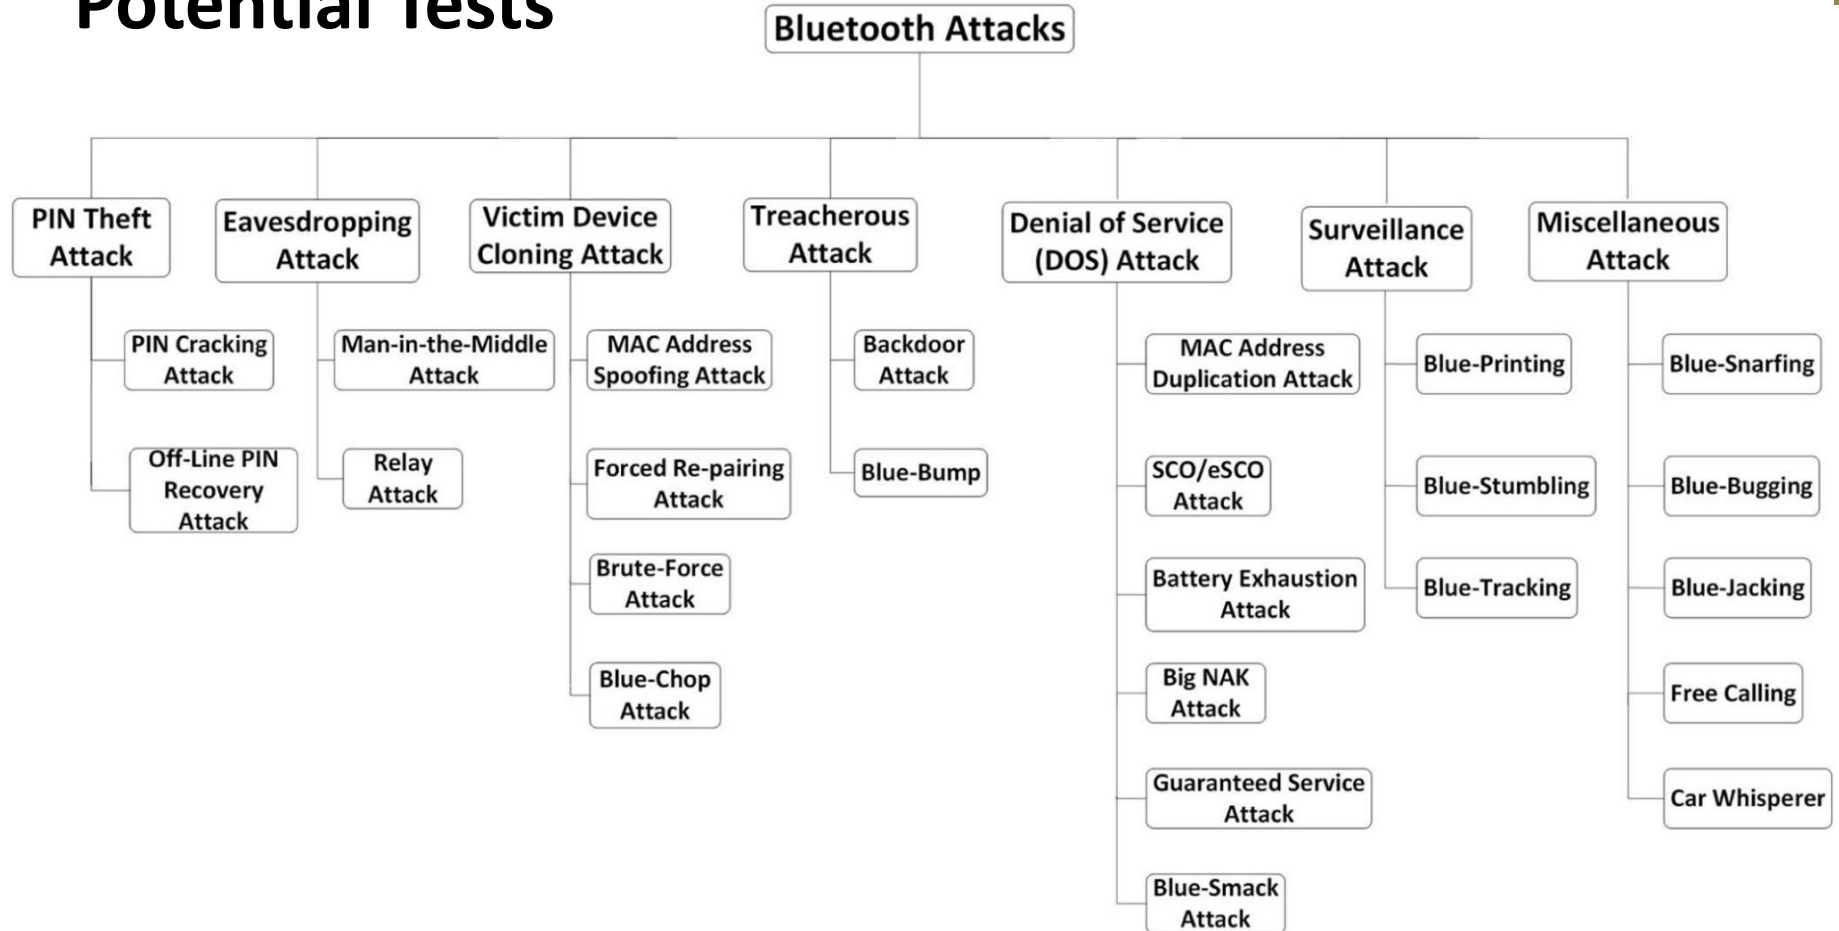 Potential Tests
Bluetooth Attacks
PIN Theft
Attack
PIN Cracking
Attack
Off-Line PIN
Recovery
Attack
Eavesdropping
Attack
Man-in-the-Middle
Attack
Relay
Attack
Victim Device
Cloning Attack
MAC Address
Spoofing Attack
Forced Re-pairing
Attack
Brute-Force
Attack
Blue-Chop
Attack
Treacherous
Attack
Backdoor
Attack
Blue-Bump
Denial of Service
(DOS) Attack
MAC Address
Duplication Attack
SCO/eSCO
Attack
Battery Exhaustion
Attack
Big NAK
Attack
Guaranteed Service
Attack
Blue-Smack
Attack
Surveillance
Attack
Blue-Printing
Blue-Stumbling
Blue-Tracking
Miscellaneous
Attack
Blue-Snarfing
Blue-Bugging
Blue-Jacking
Free Calling
Car Whisperer